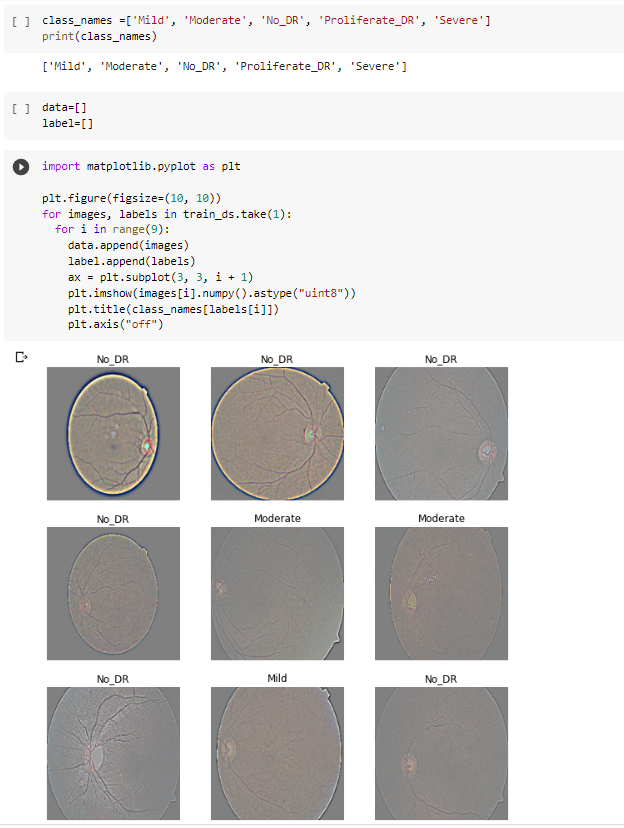 [ ] class_names =['Mild', 'Moderate', 'No_DR', 'Proliferate_DR', 'Severe']
print(class_names)
['Mild', 'Moderate', 'No_DR', 'Proliferate_DR', 'Severe']
[ ] data=[]
label=[]
import matplotlib.pyplot as plt
plt.figure(figsize=(10, 10))
for images, labels in train_ds.take(1):
  for i in range(9):
    data.append(images)
    label.append(labels)
    ax = plt.subplot(3, 3, i + 1)
    plt.imshow(images[i].numpy().astype("uint8"))
    plt.title(class_names[labels[i]])
    plt.axis("off")
No_DR No_DR No_DR
No_DR Moderate Moderate
No_DR Mild No_DR